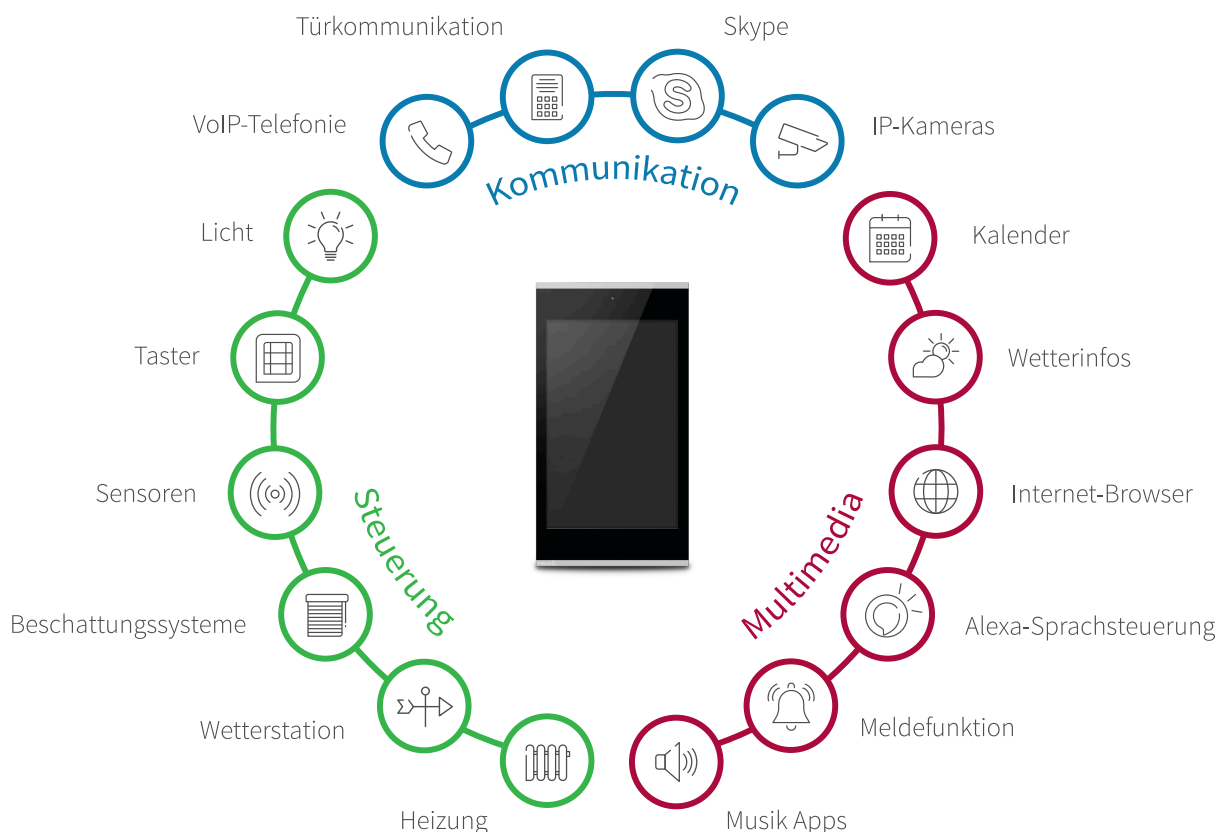 Türkommunikation
Skype
VoIP-Telefonie
IP-Kameras
Kommunikation
Licht
Kalender
Taster
Wetterinfos
Sensoren
Internet-Browser
Steuerung
Multimedia
Beschattungssysteme
Alexa-Sprachsteuerung
Wetterstation
Meldefunktion
Heizung
Musik Apps